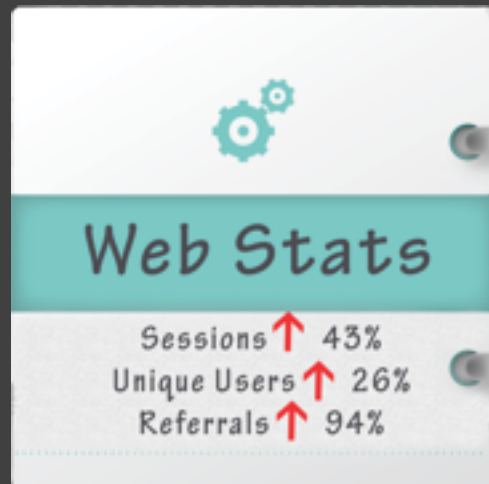 Web Stats
Sessions ↑ 43%
Unique Users ↑ 26%
Referrals ↑ 94%